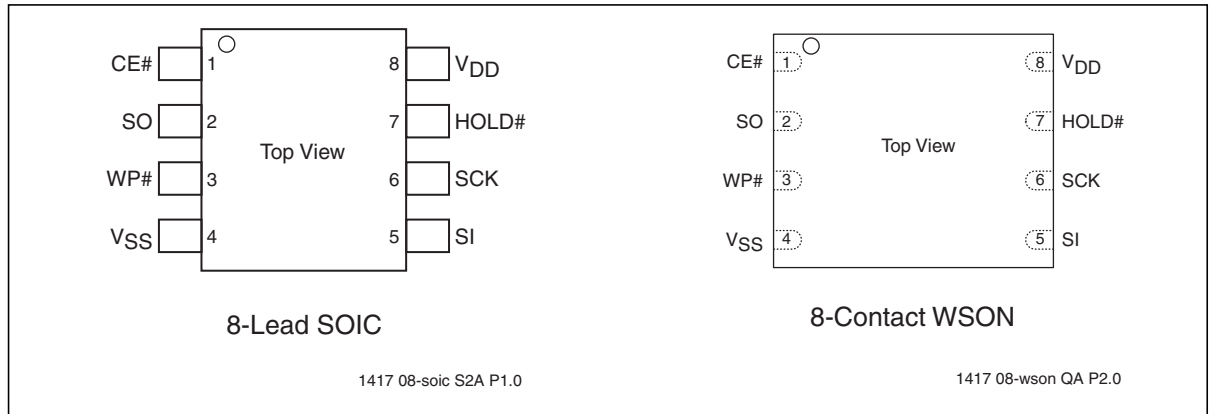 CE# 1 8 VDD
SO 2 7 HOLD#
Top View
WP# 3 6 SCK
VSS 4 5 SI
8-Lead SOIC
1417 08-soic S2A P1.0
CE# 1 8 VDD
SO 2 7 HOLD#
Top View
WP# 3 6 SCK
VSS 4 5 SI
8-Contact WSON
1417 08-wson QA P2.0